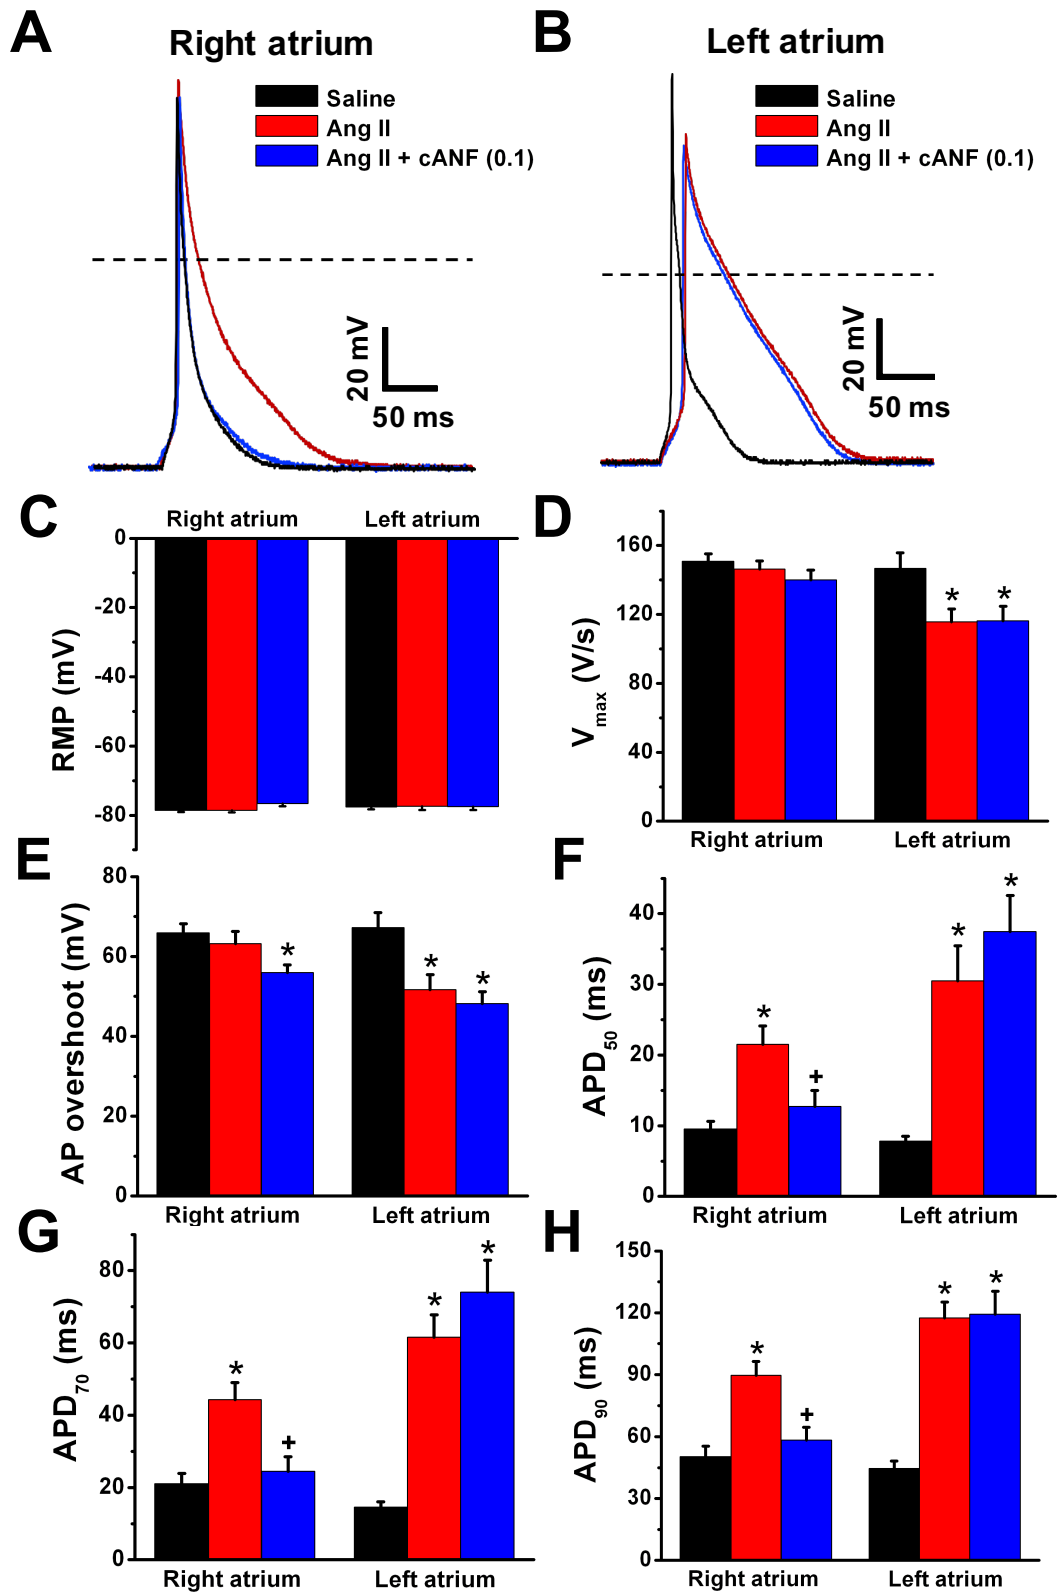 A
Right atrium
Saline
Ang II
Ang II + cANF (0.1)
20 mV
50 ms
B
Left atrium
Saline
Ang II
Ang II + cANF (0.1)
20 mV
50 ms
C
Right atrium
Left atrium
RMP (mV)
0
-20
-40
-60
-80
D
Vmax (V/s)
160
120
80
40
0
* *
Right atrium
Left atrium
E
AP overshoot (mV)
80
60
40
20
0
* * *
Right atrium
Left atrium
F
APD50 (ms)
40
30
20
10
0
* + * *
Right atrium
Left atrium
G
APD70 (ms)
80
60
40
20
0
* + * *
Right atrium
Left atrium
H
APD90 (ms)
150
120
90
60
30
0
* + * *
Right atrium
Left atrium